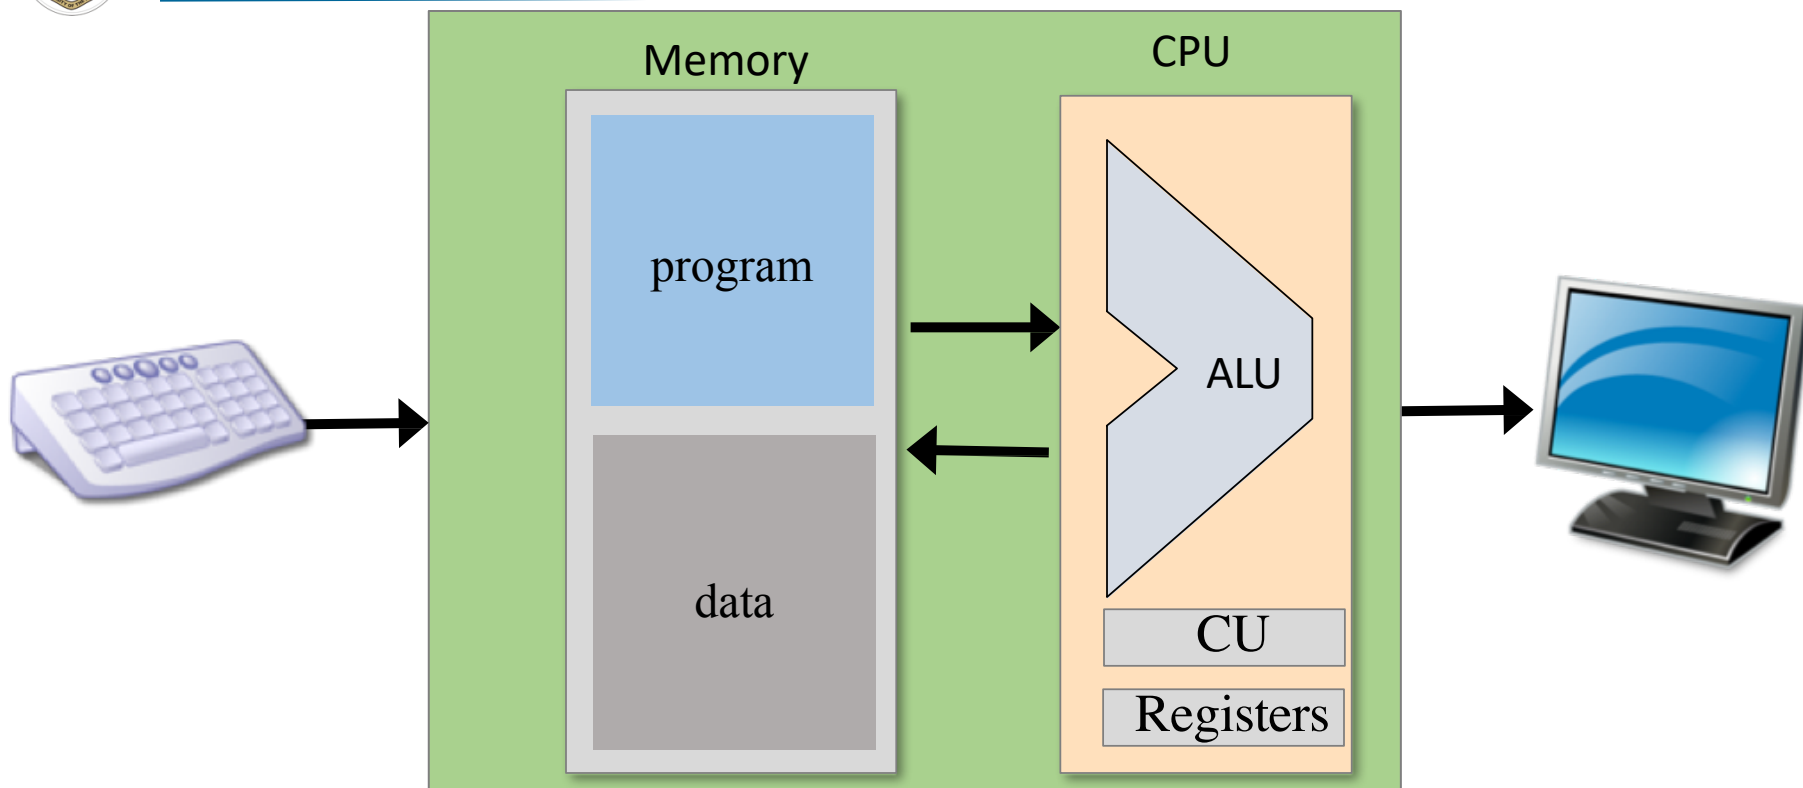 Memory
CPU
program
ALU
data
CU
Registers